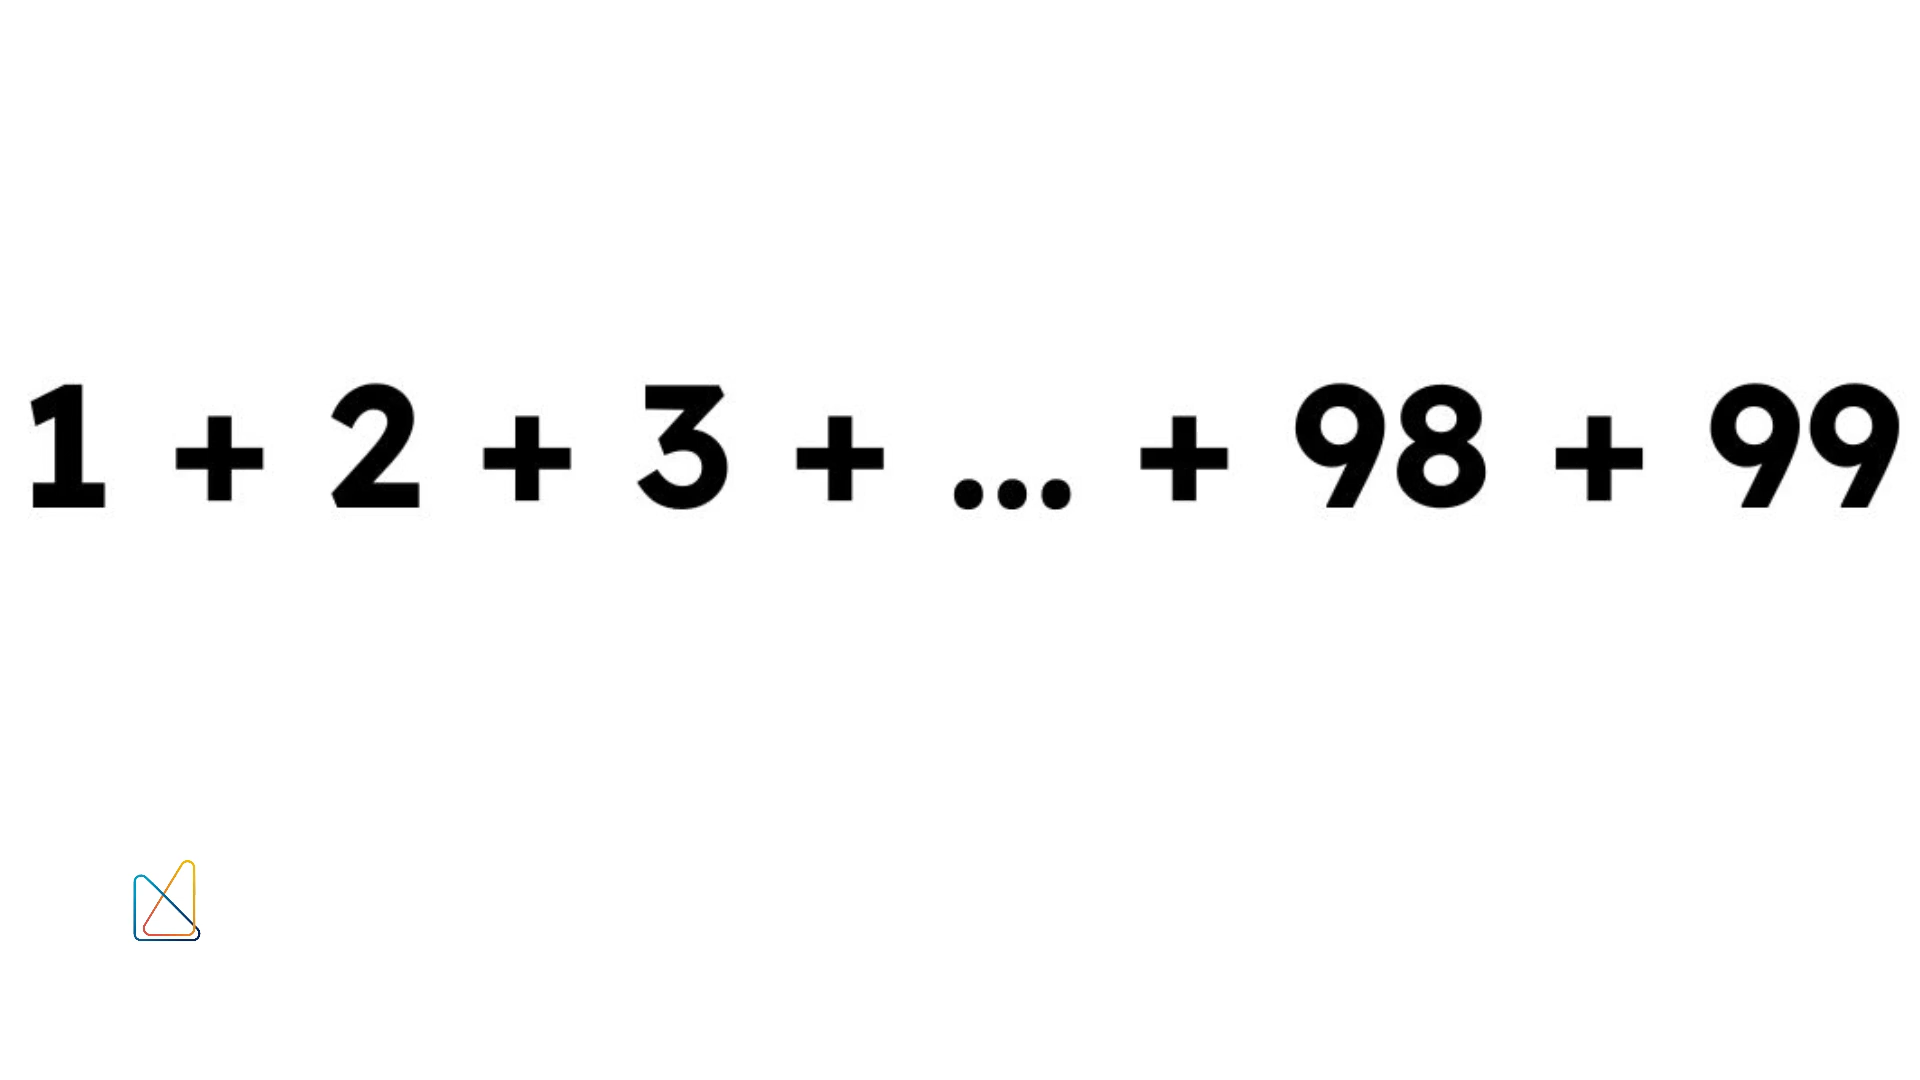 1 + 2 + 3 + ... + 98 + 99